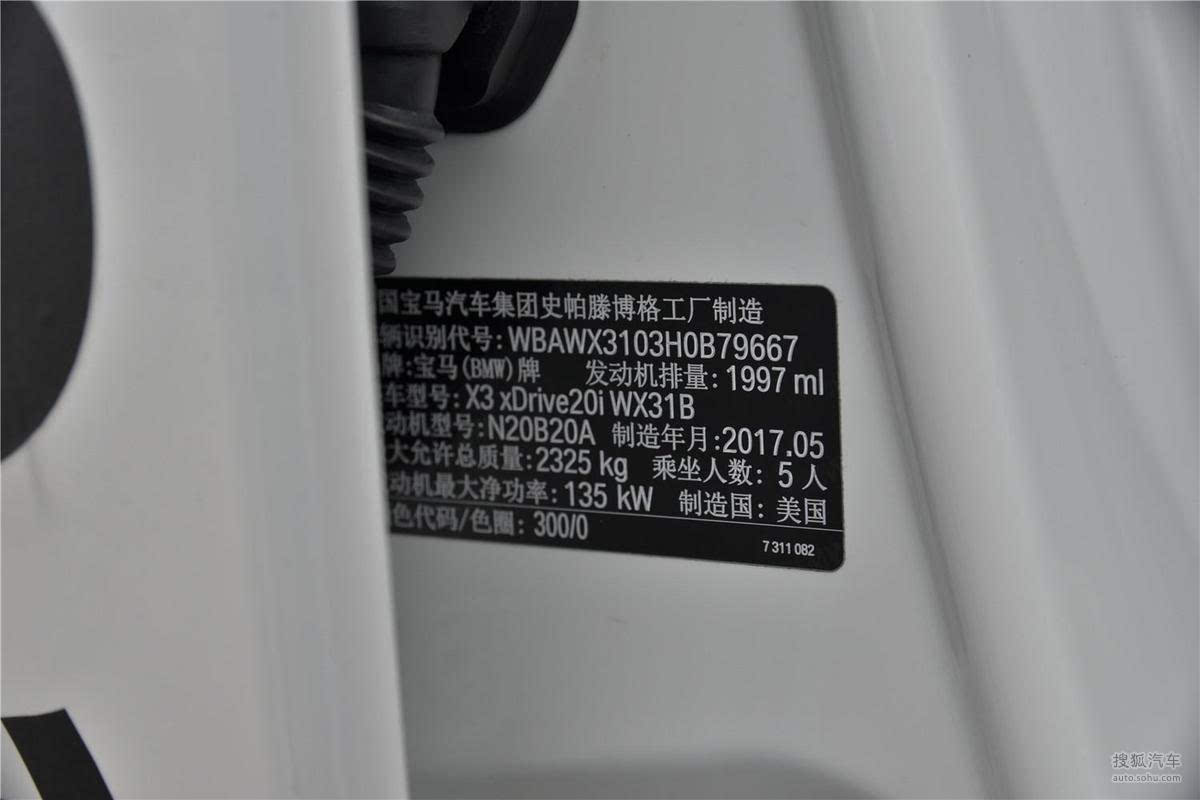 国宝马汽车集团史帕滕博格工厂制造
辆识别代号: WBAWX3103H0B79667
牌:宝马(BMW)牌 发动机排量: 1997 ml
车型号: X3 xDrive20i WX31B
动机型号: N20B20A 制造年月:2017.05
大允许总质量: 2325 kg 乘坐人数: 5 人
动机最大净功率: 135 kW 制造国: 美国
色代码/色圈: 300/0
7 311 082
搜狐汽车
auto.sohu.com